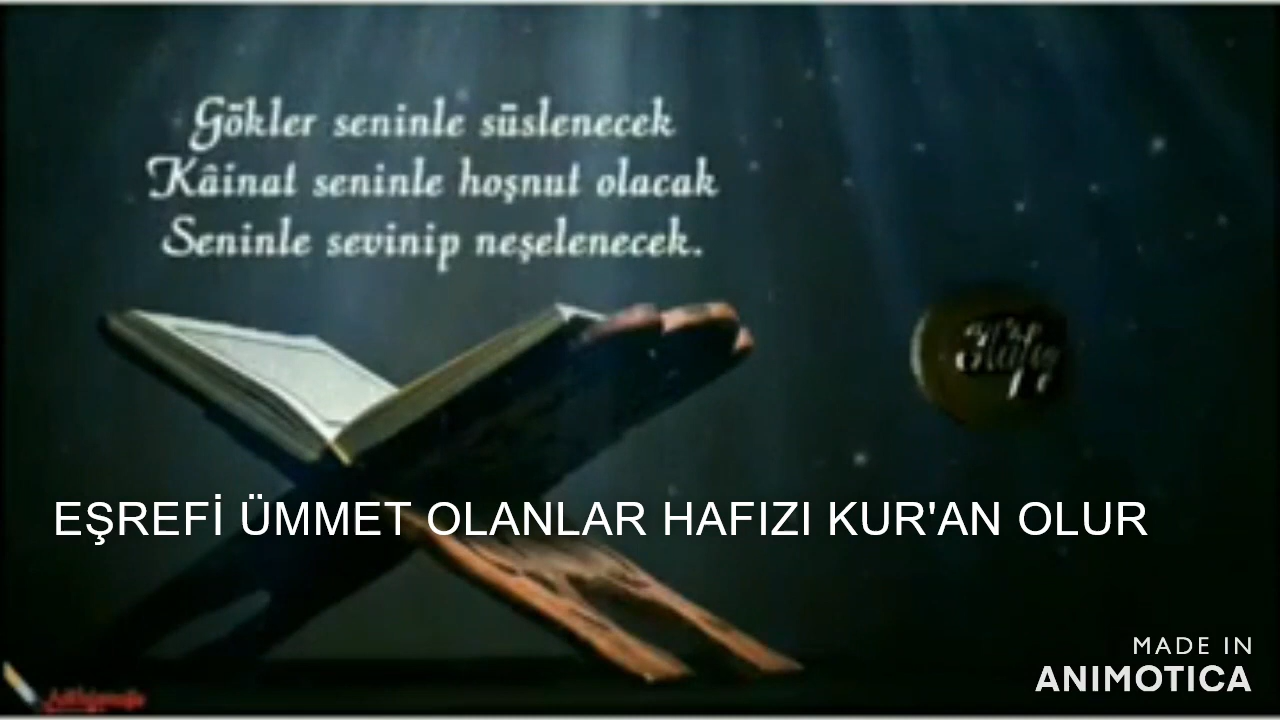 Gökler seninle süslenecek
Kâinat seninle hoşnut olacak
Seninle sevinip neşelenecek.
EŞREFİ ÜMMET OLANLAR HAFIZI KUR'AN OLUR
MADE IN
ANIMOTICA